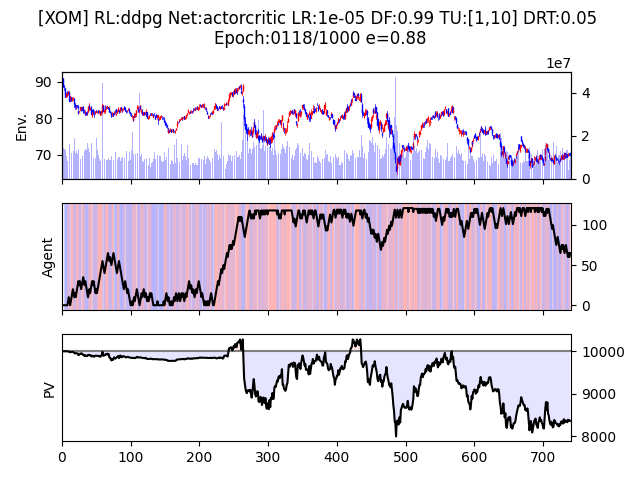 [XOM] RL:ddpg Net:actorcritic LR:1e-05 DF:0.99 TU:[1,10] DRT:0.05
Epoch:0118/1000 e=0.88
1e7
Env.
90
80
70
4
2
0
Agent
100
50
0
PV
10000
9000
8000
0 100 200 300 400 500 600 700